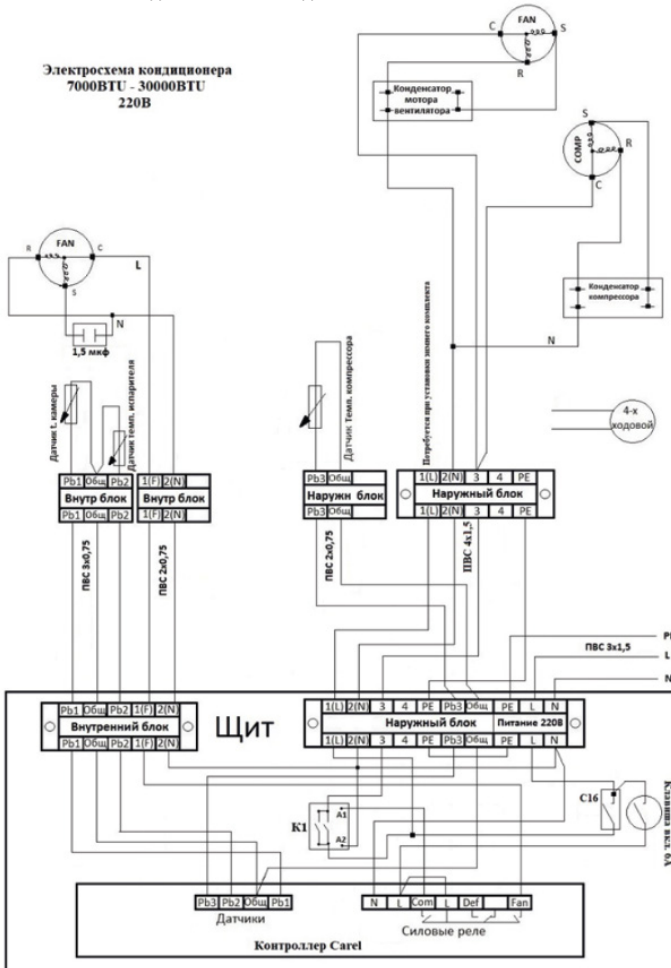 Электросхема кондиционера
7000BTU - 30000BTU
220В
C
FAN
S
R
Конденсатор
мотора
вентилятора
S
COMP
R
C
Конденсатор
компрессора
N
R
FAN
C
S
L
N
1,5 мкф
Датчик t. камеры
Датчик темп. испарителя
Датчик Темп. компрессора
Потребуется при установки зимнего комплекта
4-х
ходовой
Pb1 Общ Pb2 1(F) 2(N)
Внутр блок Внутр блок
Pb1 Общ Pb2 1(F) 2(N)
Pb3 Общ
Наружн блок
Pb3 Общ
1(L) 2(N) 3 4 PE
Наружный блок
1(L) 2(N) 3 4 PE
ПВС 3х0,75
ПВС 2х0,75
ПВС 2х0,75
ПВС 4х1,5
ПВС 3х1,5
L
N
Pb1 Общ Pb2 1(F) 2(N)
Внутренний блок
Pb1 Общ Pb2 1(F) 2(N)
Щит
1(L) 2(N) 3 4 PE Pb3 Общ PE L N
Наружный блок Питание 220В
1(L) 2(N) 3 4 PE Pb3 Общ PE L N
K1
A1
A2
C16
Клавиша вкл. 6А
Pb3 Pb2 Общ Pb1
Датчики
N L Com L Def Fan
Силовые реле
Контроллер Carel